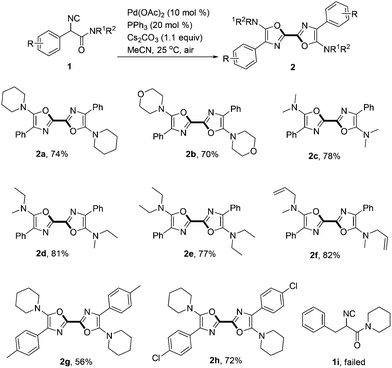 NC
NR¹R²
R
O
1
Pd(OAc)₂ (10 mol %)
PPh₃ (20 mol %)
Cs₂CO₃ (1.1 equiv)
MeCN, 25 °C, air
¹R²RN
O
N
R
N
O
R
NR¹R²
2
N
O
N
Ph
Ph
N
O
N
2a, 74%
O
N
O
N
Ph
Ph
N
O
N
O
2b, 70%
N
O
N
Ph
Ph
N
O
N
2c, 78%
N
O
N
Ph
Ph
N
O
N
2d, 81%
N
O
N
Ph
Ph
N
O
N
2e, 77%
N
O
N
Ph
Ph
N
O
N
2f, 82%
N
O
N
N
O
N
2g, 56%
Cl
N
O
N
N
O
N
Cl
2h, 72%
NC
N
O
1i, failed